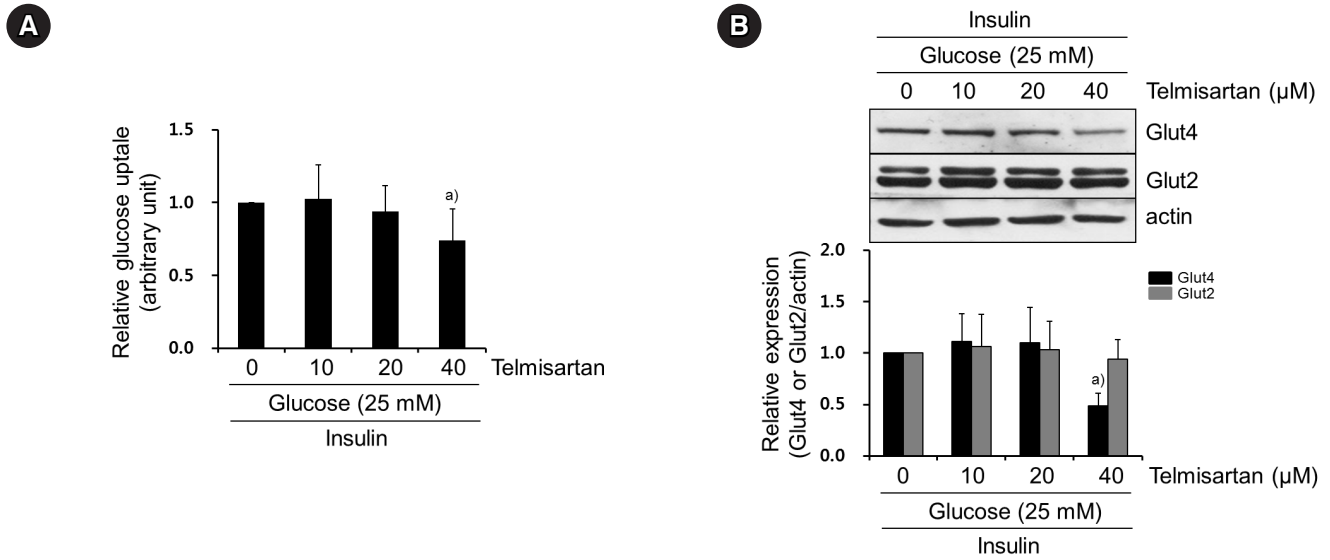 A
Relative glucose uptale
(arbitrary unit)
1.5
1.0
0.5
0.0
a)
0 10 20 40 Telmisartan
Glucose (25 mM)
Insulin
B
Insulin
Glucose (25 mM)
0 10 20 40 Telmisartan (µM)
Glut4
Glut2
actin
Relative expression
(Glut4 or Glut2/actin)
2.0
1.5
1.0
0.5
0.0
Glut4
Glut2
a)
0 10 20 40 Telmisartan (µM)
Glucose (25 mM)
Insulin